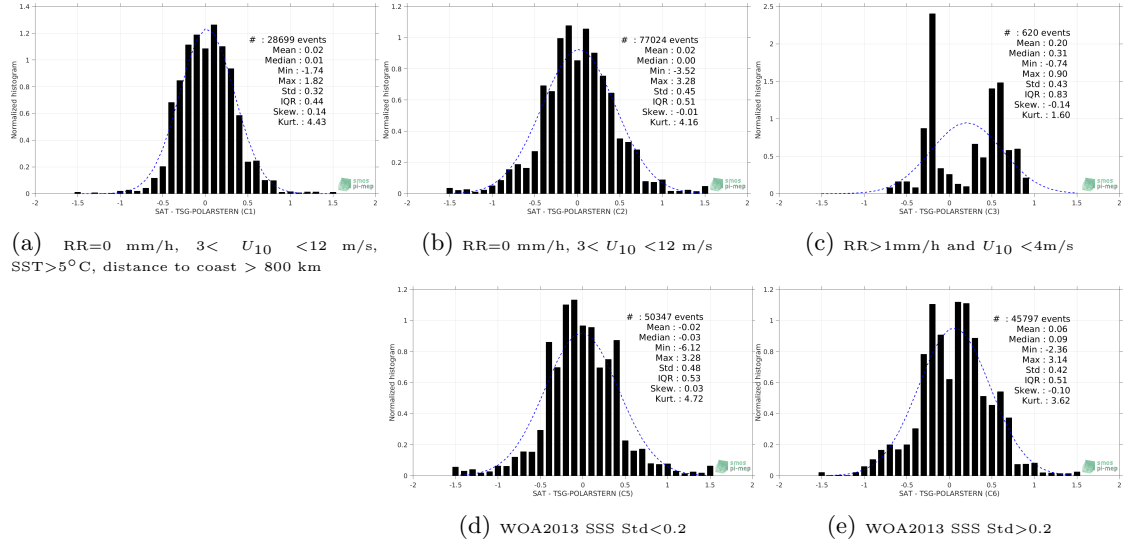 1.4
1.2
1
0.8
0.6
0.4
0.2
0
Normalized histogram
-2 -1.5 -1 -0.5 0 0.5 1 1.5 2
SAT - TSG-POLARSTERN (C1)
# : 28699 events
Mean : 0.02
Median : 0.01
Min : -1.74
Max : 1.82
Std : 0.32
IQR : 0.44
Skew. : 0.14
Kurt. : 4.43
smos
pi-mep
(a) RR=0 mm/h, 3< U10 <12 m/s,
SST>5°C, distance to coast > 800 km
1.2
1
0.8
0.6
0.4
0.2
0
Normalized histogram
-2 -1.5 -1 -0.5 0 0.5 1 1.5 2
SAT - TSG-POLARSTERN (C2)
# : 77024 events
Mean : 0.02
Median : 0.00
Min : -3.52
Max : 3.28
Std : 0.45
IQR : 0.51
Skew. : -0.01
Kurt. : 4.16
smos
pi-mep
(b) RR=0 mm/h, 3< U10 <12 m/s
2.5
2
1.5
1
0.5
0
Normalized histogram
-2 -1.5 -1 -0.5 0 0.5 1 1.5 2
SAT - TSG-POLARSTERN (C3)
# : 620 events
Mean : 0.20
Median : 0.31
Min : -0.74
Max : 0.90
Std : 0.43
IQR : 0.83
Skew. : -0.14
Kurt. : 1.60
smos
pi-mep
(c) RR>1mm/h and U10 <4m/s
1.2
1
0.8
0.6
0.4
0.2
0
Normalized histogram
-2 -1.5 -1 -0.5 0 0.5 1 1.5 2
SAT - TSG-POLARSTERN (C5)
# : 50347 events
Mean : -0.02
Median : -0.03
Min : -6.12
Max : 3.28
Std : 0.48
IQR : 0.53
Skew. : 0.03
Kurt. : 4.72
smos
pi-mep
(d) WOA2013 SSS Std<0.2
1.2
1
0.8
0.6
0.4
0.2
0
Normalized histogram
-2 -1.5 -1 -0.5 0 0.5 1 1.5 2
SAT - TSG-POLARSTERN (C6)
# : 45797 events
Mean : 0.06
Median : 0.09
Min : -2.36
Max : 3.14
Std : 0.42
IQR : 0.51
Skew. : -0.10
Kurt. : 3.62
smos
pi-mep
(e) WOA2013 SSS Std>0.2